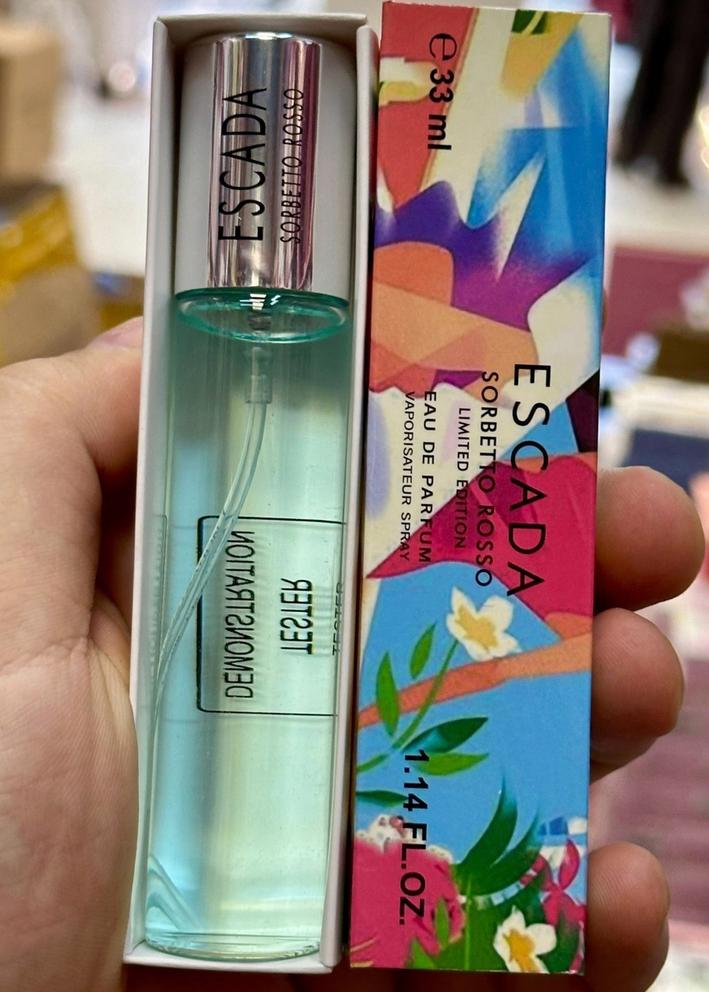 ESCADA
SORBETTO ROSSO
TESTER
DEMONSTRATION
e 33 ml
ESCADA
SORBETTO ROSSO
LIMITED EDITION
EAU DE PARFUM
VAPORISATEUR SPRAY
1.14 FL.OZ.